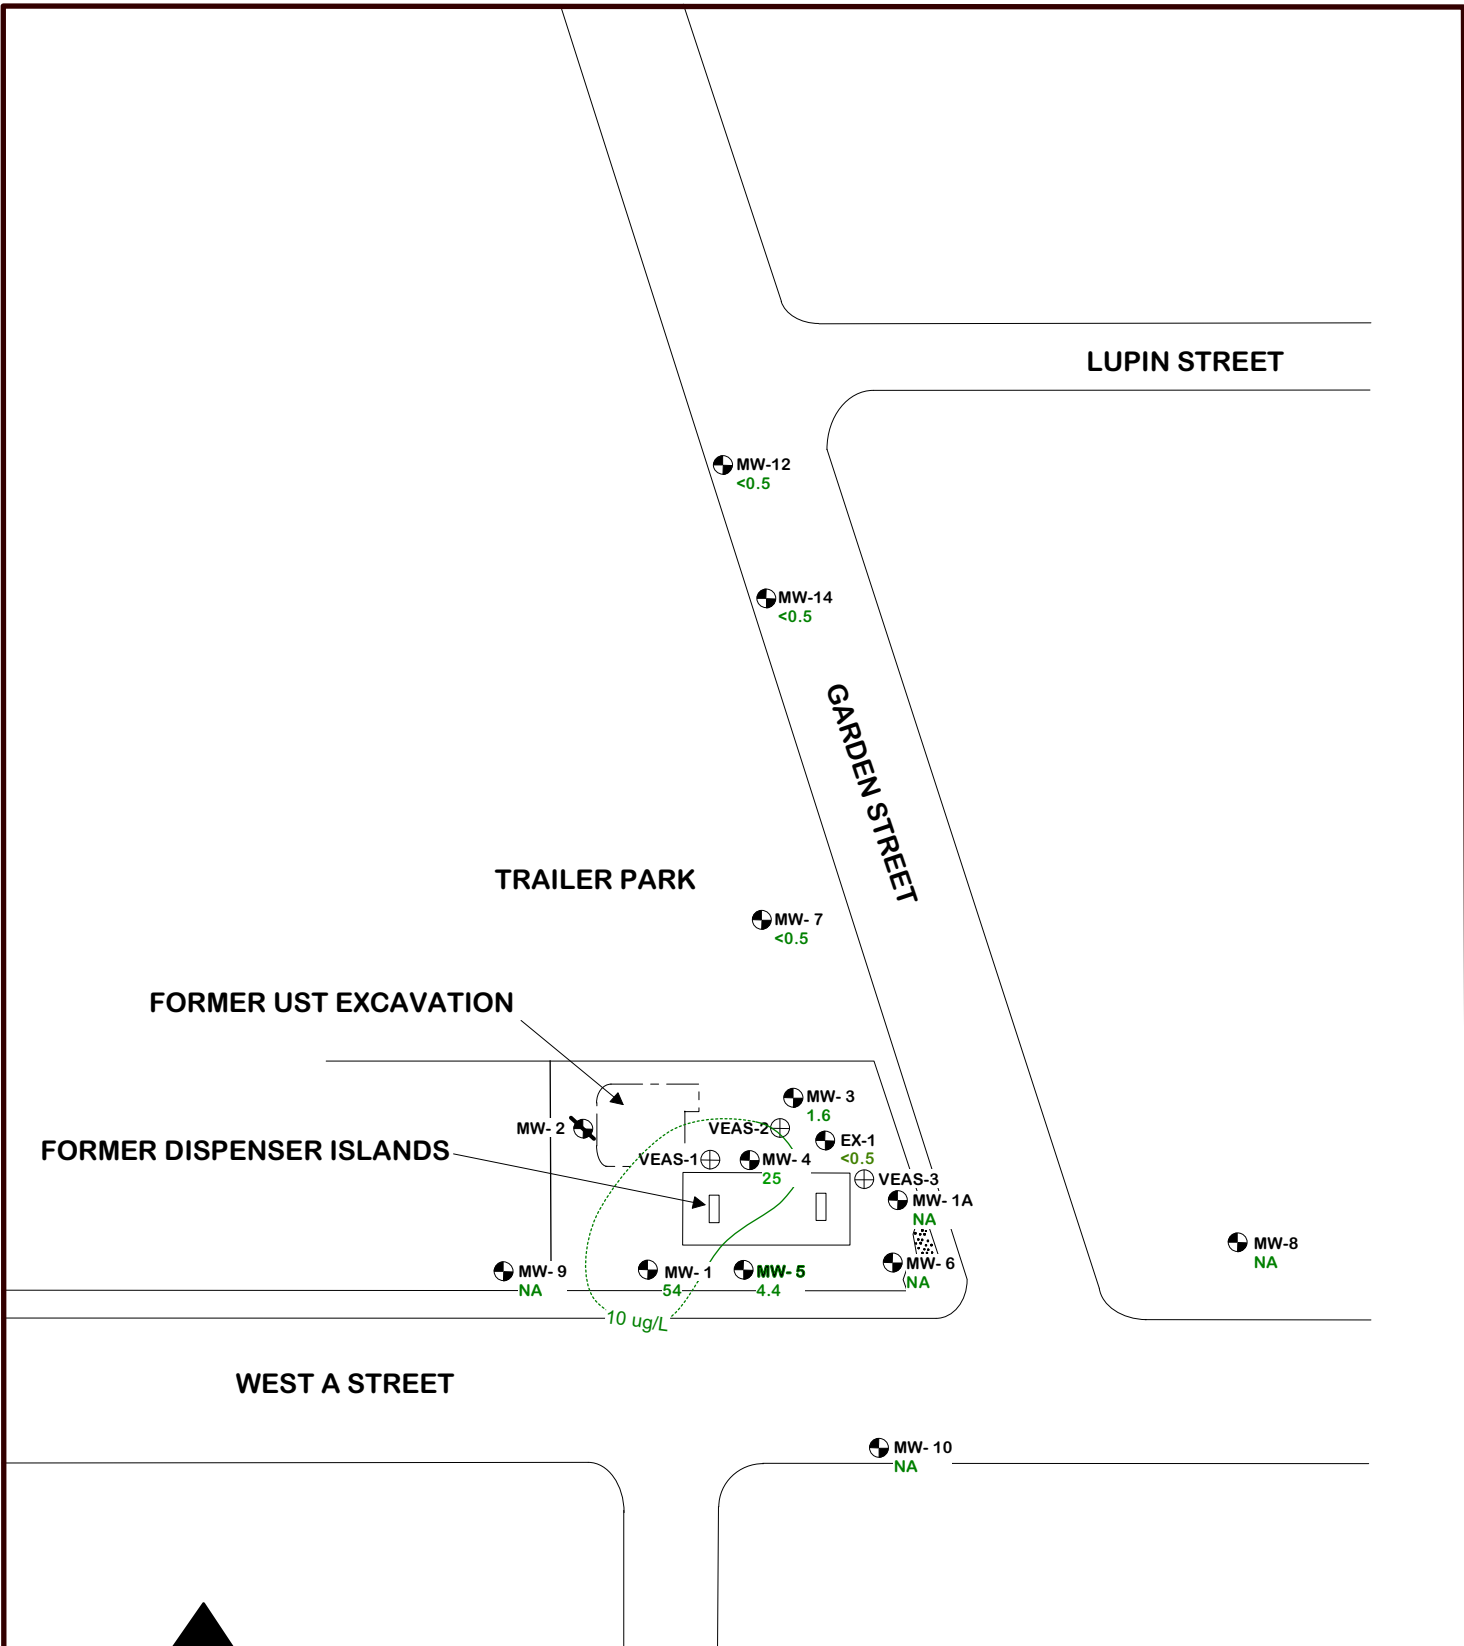 LUPIN STREET
MW-12
<0.5
MW-14
<0.5
GARDEN STREET
TRAILER PARK
MW- 7
<0.5
FORMER UST EXCAVATION
MW- 3
1.6
MW- 2
VEAS-2
EX-1
<0.5
FORMER DISPENSER ISLANDS
VEAS-1
MW- 4
25
VEAS-3
MW- 1A
NA
MW-8
NA
MW- 6
NA
MW- 9
NA
MW- 1
54
MW- 5
4.4
10 ug/L
WEST A STREET
MW- 10
NA